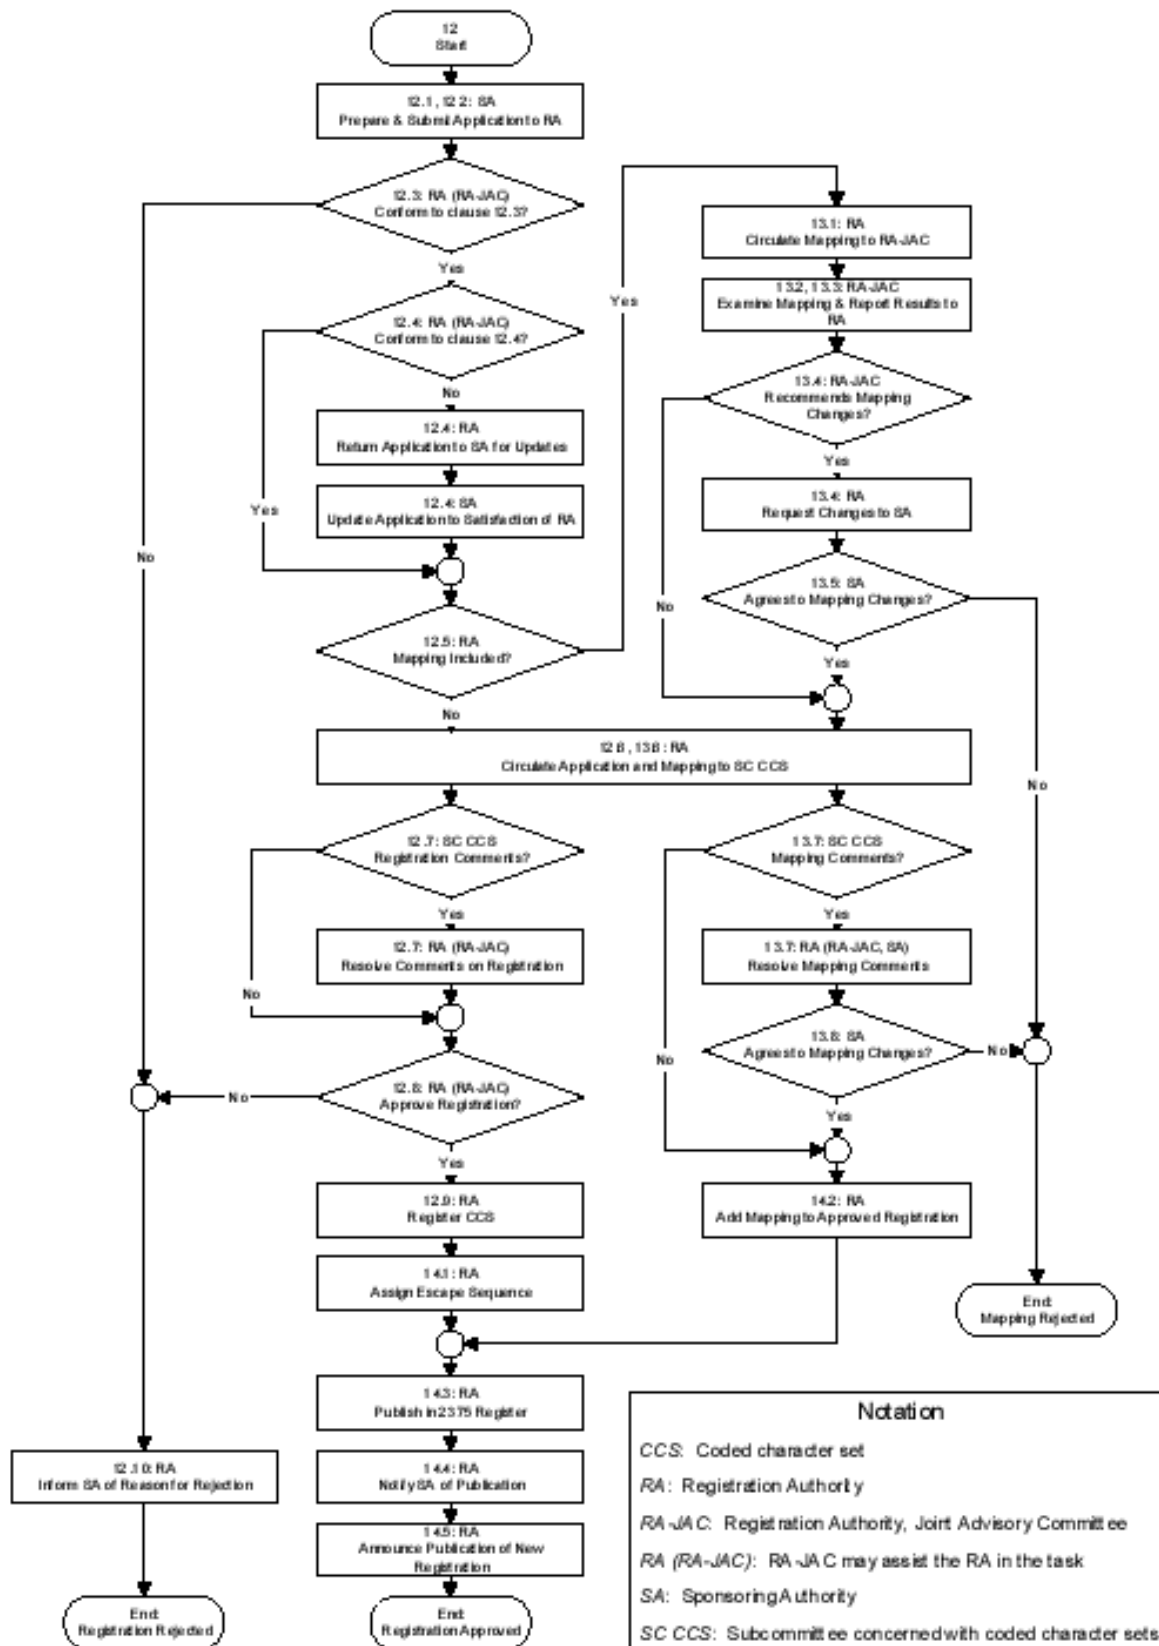 12
Start
12.1, 12.2: SA
Prepare & Submit Application to RA
12.3: RA (RA-JAC)
Conform to clause 12.3?
Yes
No
12.4: RA (RA-JAC)
Conform to clause 12.4?
No
Yes
12.4: RA
Return Application to SA for Updates
12.4: SA
Update Application to Satisfaction of RA
12.5: RA
Mapping Included?
Yes
No
13.1: RA
Circulate Mapping to RA-JAC
13.2, 13.3: RA-JAC
Examine Mapping & Report Results to
RA
13.4: RA-JAC
Recommends Mapping
Changes?
Yes
No
13.4: RA
Request Changes to SA
13.5: SA
Agrees to Mapping Changes?
Yes
No
12.6, 13.6: RA
Circulate Application and Mapping to SC CCS
12.7: SC CCS
Registration Comments?
Yes
No
12.7: RA (RA-JAC)
Resolve Comments on Registration
12.8: RA (RA-JAC)
Approve Registration?
No
Yes
13.7: SC CCS
Mapping Comments?
Yes
No
13.7: RA (RA-JAC, SA)
Resolve Mapping Comments
13.8: SA
Agrees to Mapping Changes?
No
Yes
12.9: RA
Register CCS
14.1: RA
Assign Escape Sequence
14.2: RA
Add Mapping to Approved Registration
End:
Mapping Rejected
14.3: RA
Publish in 2375 Register
14.4: RA
Notify SA of Publication
14.5: RA
Announce Publication of New
Registration
End:
Registration Approved
12.10: RA
Inform SA of Reason for Rejection
End:
Registration Rejected
Notation
CCS: Coded character set
RA: Registration Authority
RA-JAC: Registration Authority, Joint Advisory Committee
RA (RA-JAC): RA-JAC may assist the RA in the task
SA: Sponsoring Authority
SC CCS: Subcommittee concerned with coded character sets